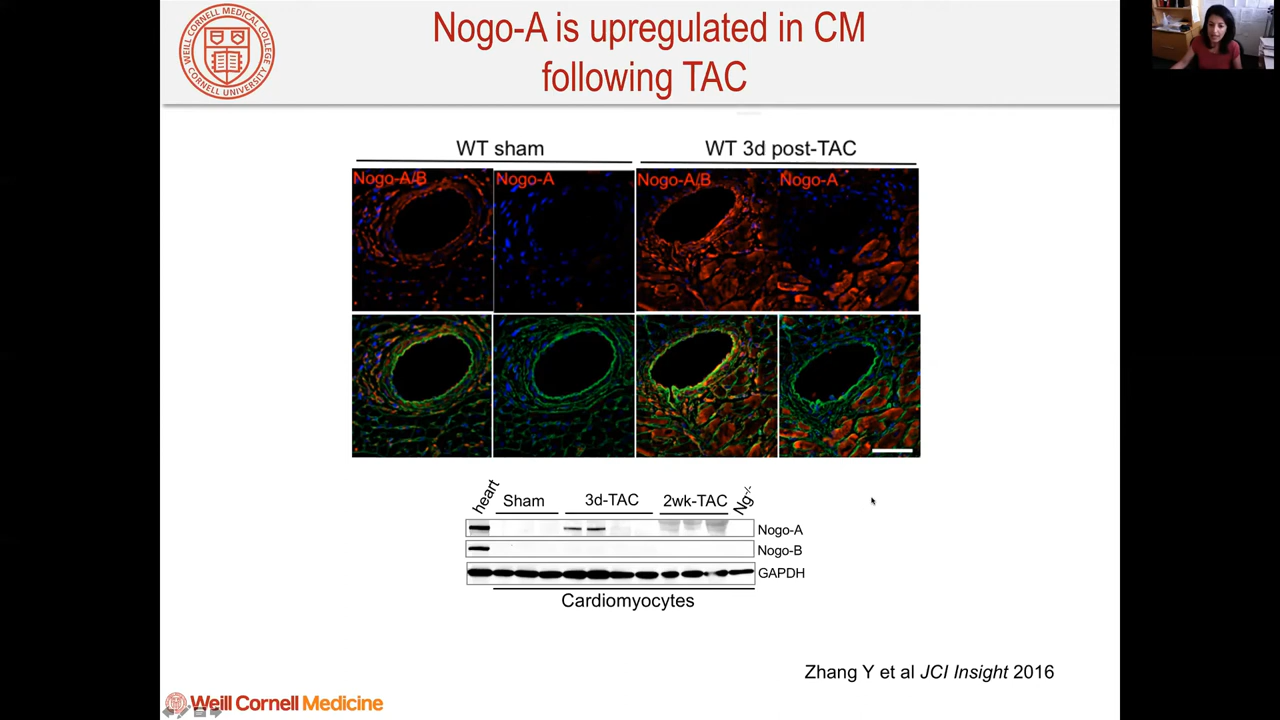 WEILL CORNELL MEDICAL COLLEGE
CORNELL UNIVERSITY
Nogo-A is upregulated in CM
following TAC
WT sham
WT 3d post-TAC
Nogo-A/B
Nogo-A
Nogo-A/B
Nogo-A
heart
Sham
3d-TAC
2wk-TAC
Ng-/-
Nogo-A
Nogo-B
GAPDH
Cardiomyocytes
Zhang Y et al JCI Insight 2016
Weill Cornell Medicine